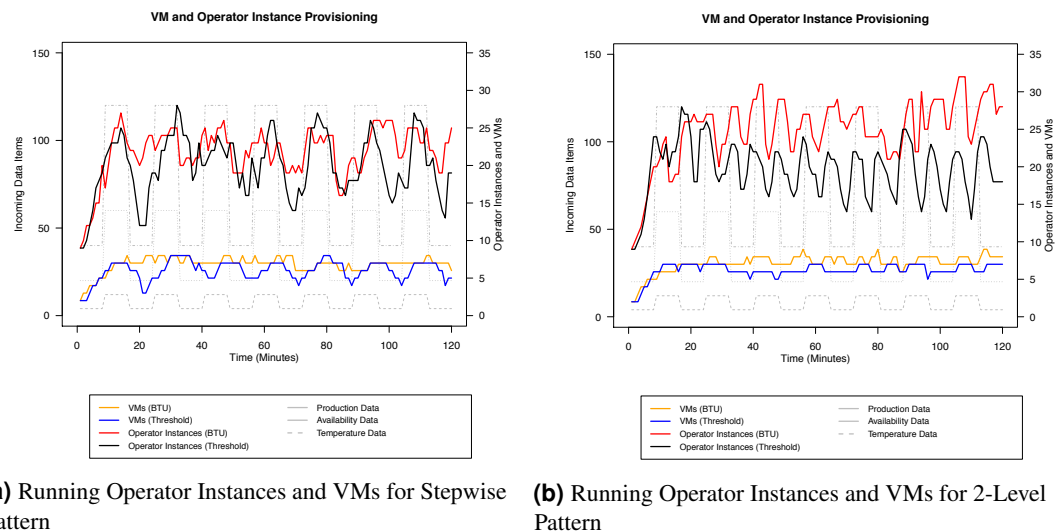 VM and Operator Instance Provisioning
150
100
50
0
Incoming Data Items
35
30
25
20
15
10
5
0
Operator Instances and VMs
0 20 40 60 80 100 120
Time (Minutes)
VMs (BTU)
VMs (Threshold)
Operator Instances (BTU)
Operator Instances (Threshold)
Production Data
Availability Data
Temperature Data
) Running Operator Instances and VMs for Stepwise
attern
VM and Operator Instance Provisioning
150
100
50
0
Incoming Data Items
35
30
25
20
15
10
5
0
Operator Instances and VMs
0 20 40 60 80 100 120
Time (Minutes)
VMs (BTU)
VMs (Threshold)
Operator Instances (BTU)
Operator Instances (Threshold)
Production Data
Availability Data
Temperature Data
(b) Running Operator Instances and VMs for 2-Level
Pattern